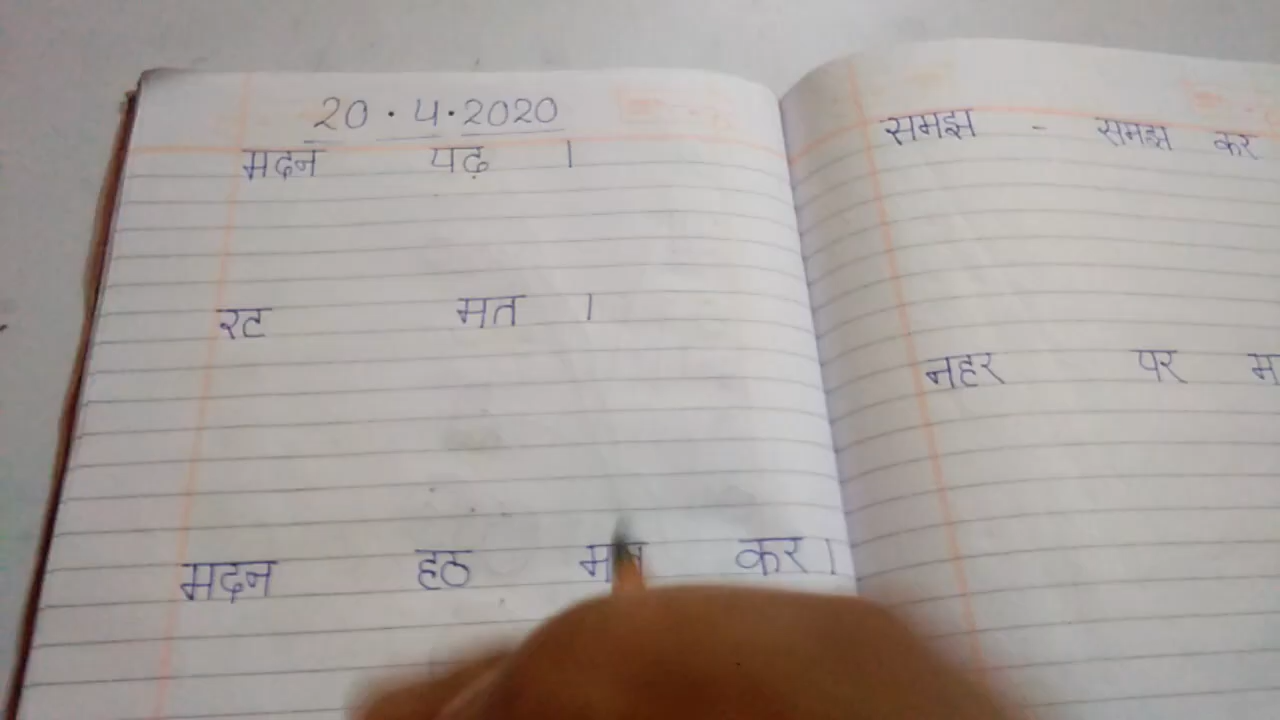 20.4.2020
मदन पढ़ ।
रट मत ।
मदन हठ कर ।
समझ - समझ कर
नहर पर